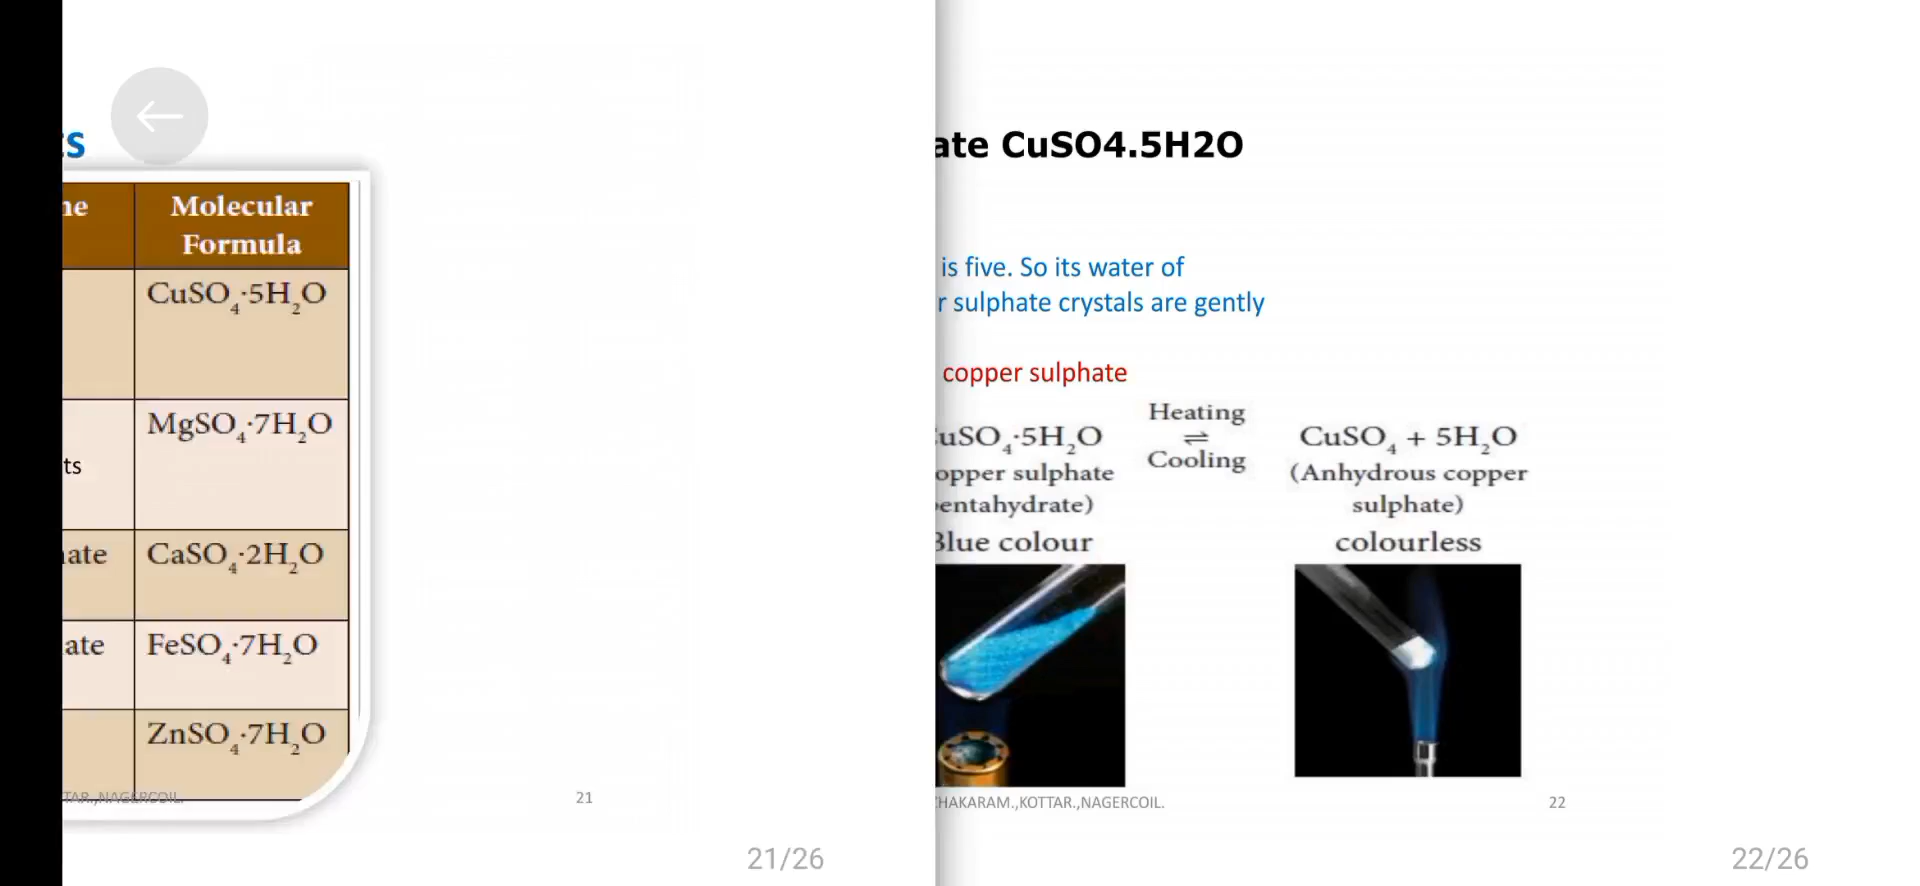 Molecular
Formula
CuSO₄·5H₂O
MgSO₄·7H₂O
ts
CaSO₄·2H₂O
ate
FeSO₄·7H₂O
ZnSO₄·7H₂O
TAR.,NAGERCOIL.
21
21/26
ate CuSO4.5H2O
is five. So its water of
r sulphate crystals are gently
copper sulphate
Heating
⇌
Cooling
uSO₄·5H₂O
opper sulphate
entahydrate)
Blue colour
CuSO₄ + 5H₂O
(Anhydrous copper
sulphate)
colourless
HAKARAM.,KOTTAR.,NAGERCOIL.
22
22/26